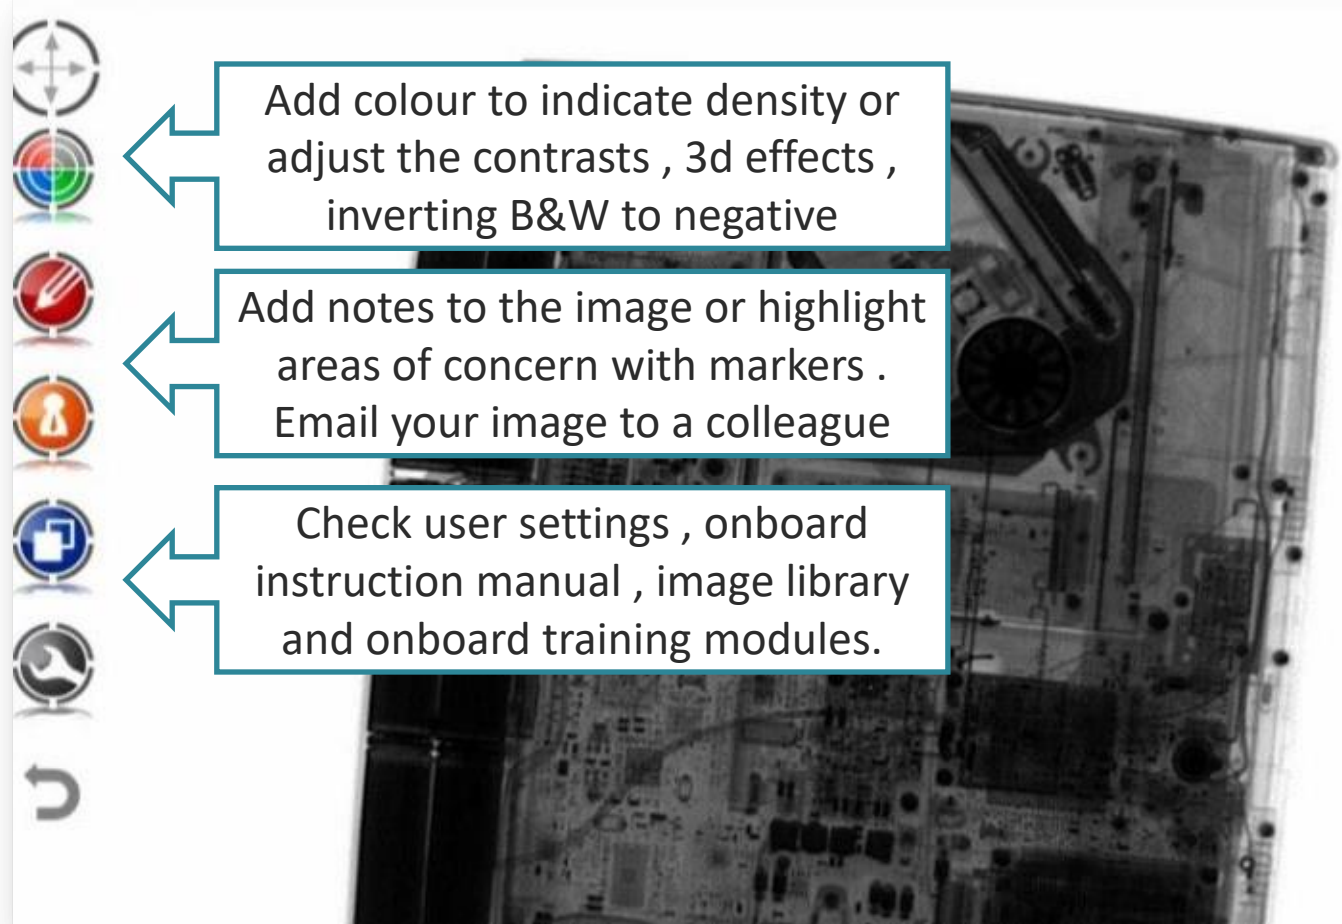 Add colour to indicate density or
adjust the contrasts , 3d effects ,
inverting B&W to negative
Add notes to the image or highlight
areas of concern with markers .
Email your image to a colleague
Check user settings , onboard
instruction manual , image library
and onboard training modules.